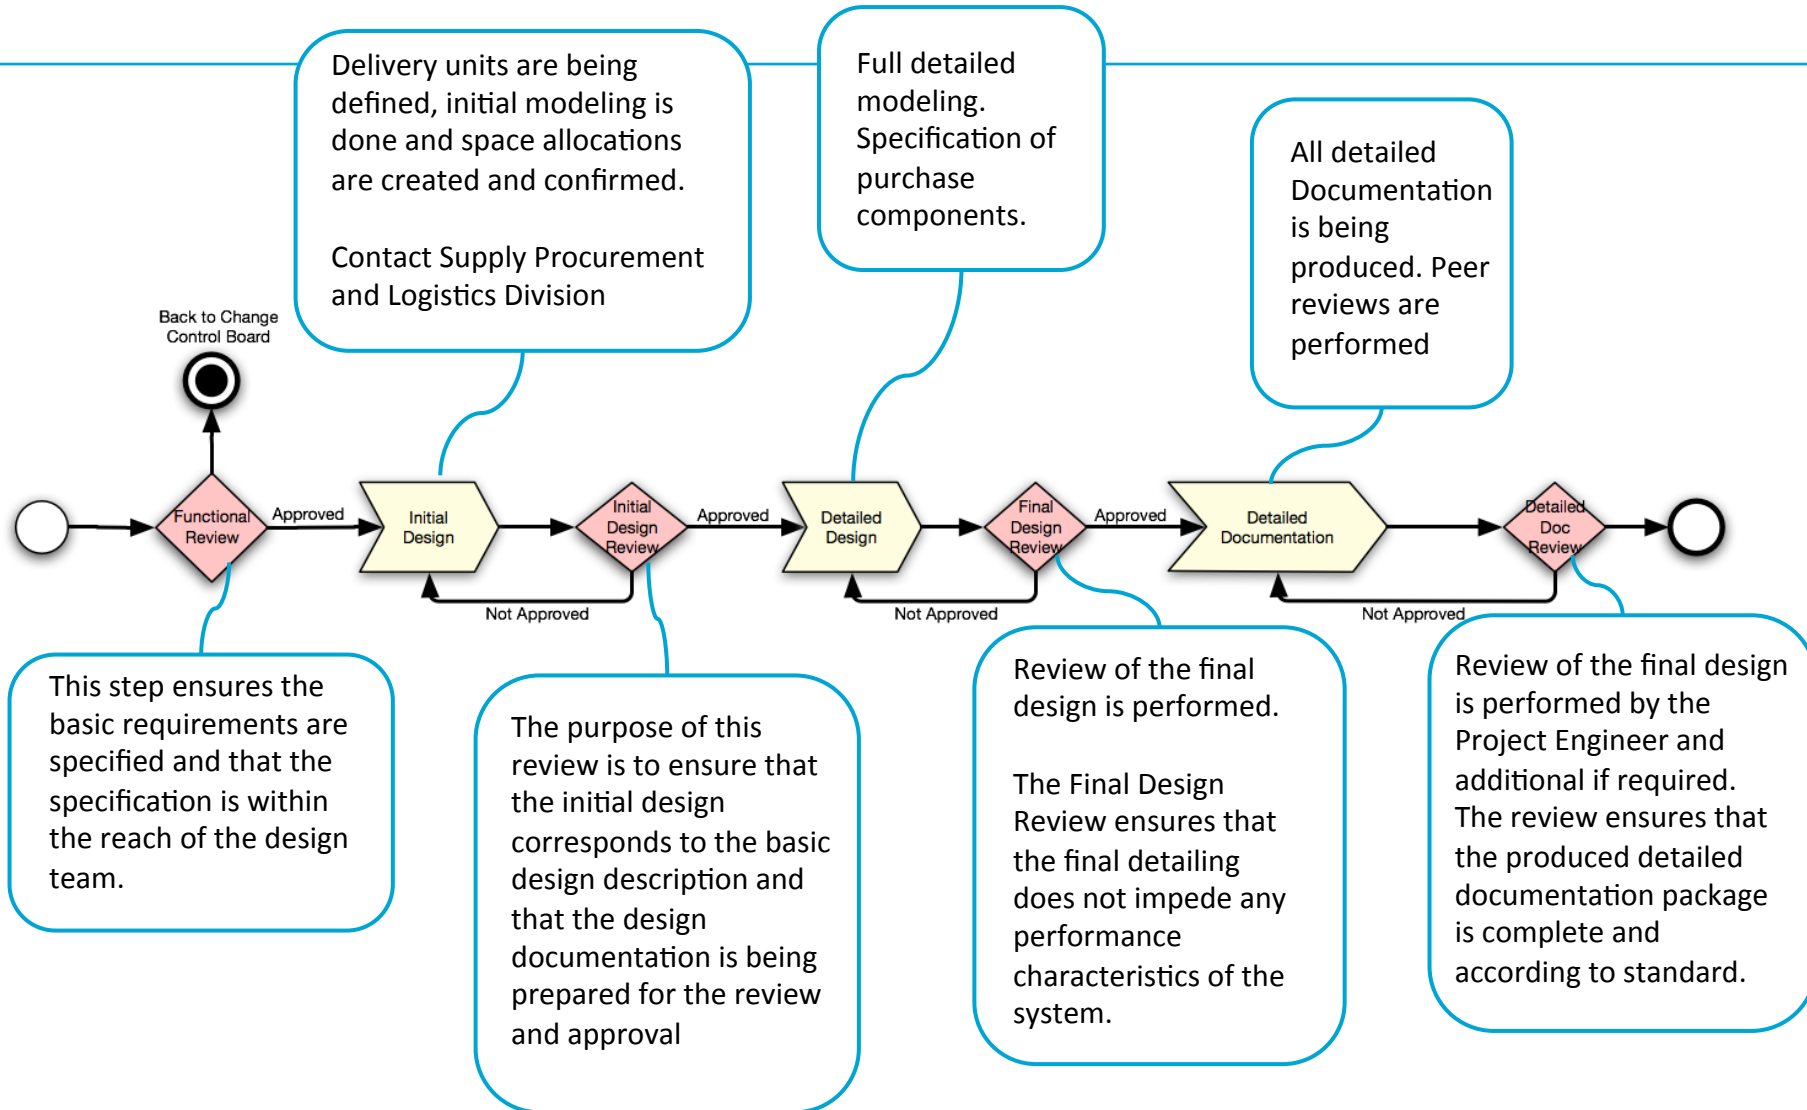 Delivery units are being
defined, initial modeling is
done and space allocations
are created and confirmed.
Contact Supply Procurement
and Logistics Division
Full detailed
modeling.
Specification of
purchase
components.
All detailed
Documentation
is being
produced. Peer
reviews are
performed
Back to Change
Control Board
Functional
Review
Approved
Initial
Design
Initial
Design
Review
Approved
Detailed
Design
Final
Design
Review
Approved
Detailed
Documentation
Detailed
Doc
Review
Not Approved
Not Approved
Not Approved
This step ensures the
basic requirements are
specified and that the
specification is within
the reach of the design
team.
The purpose of this
review is to ensure that
the initial design
corresponds to the basic
design description and
that the design
documentation is being
prepared for the review
and approval
Review of the final
design is performed.
The Final Design
Review ensures that
the final detailing
does not impede any
performance
characteristics of the
system.
Review of the final design
is performed by the
Project Engineer and
additional if required.
The review ensures that
the produced detailed
documentation package
is complete and
according to standard.